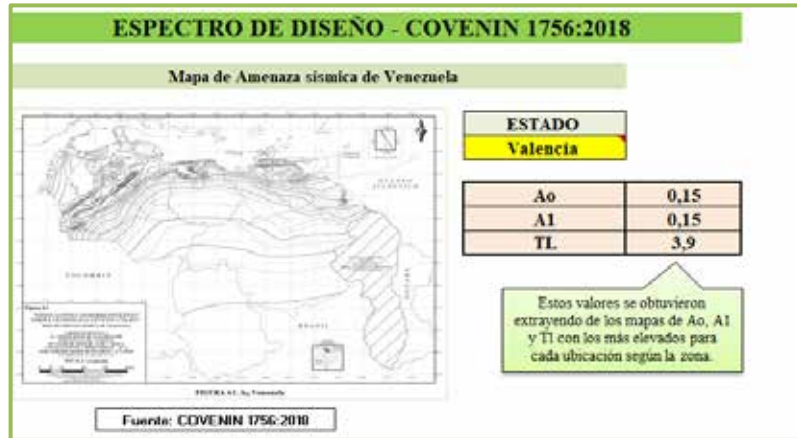 ESPECTRO DE DISEÑO - COVENIN 1756:2018
Mapa de Amenaza sísmica de Venezuela
ESTADO
Valencia
Ao 0,15
A1 0,15
TL 3,9
Estos valores se obtuvieron
extrayendo de los mapas de Ao, A1
y Tl con los más elevados para
cada ubicación según la zona.
COLOMBIA
BRASIL
Fuente: COVENIN 1756:2018